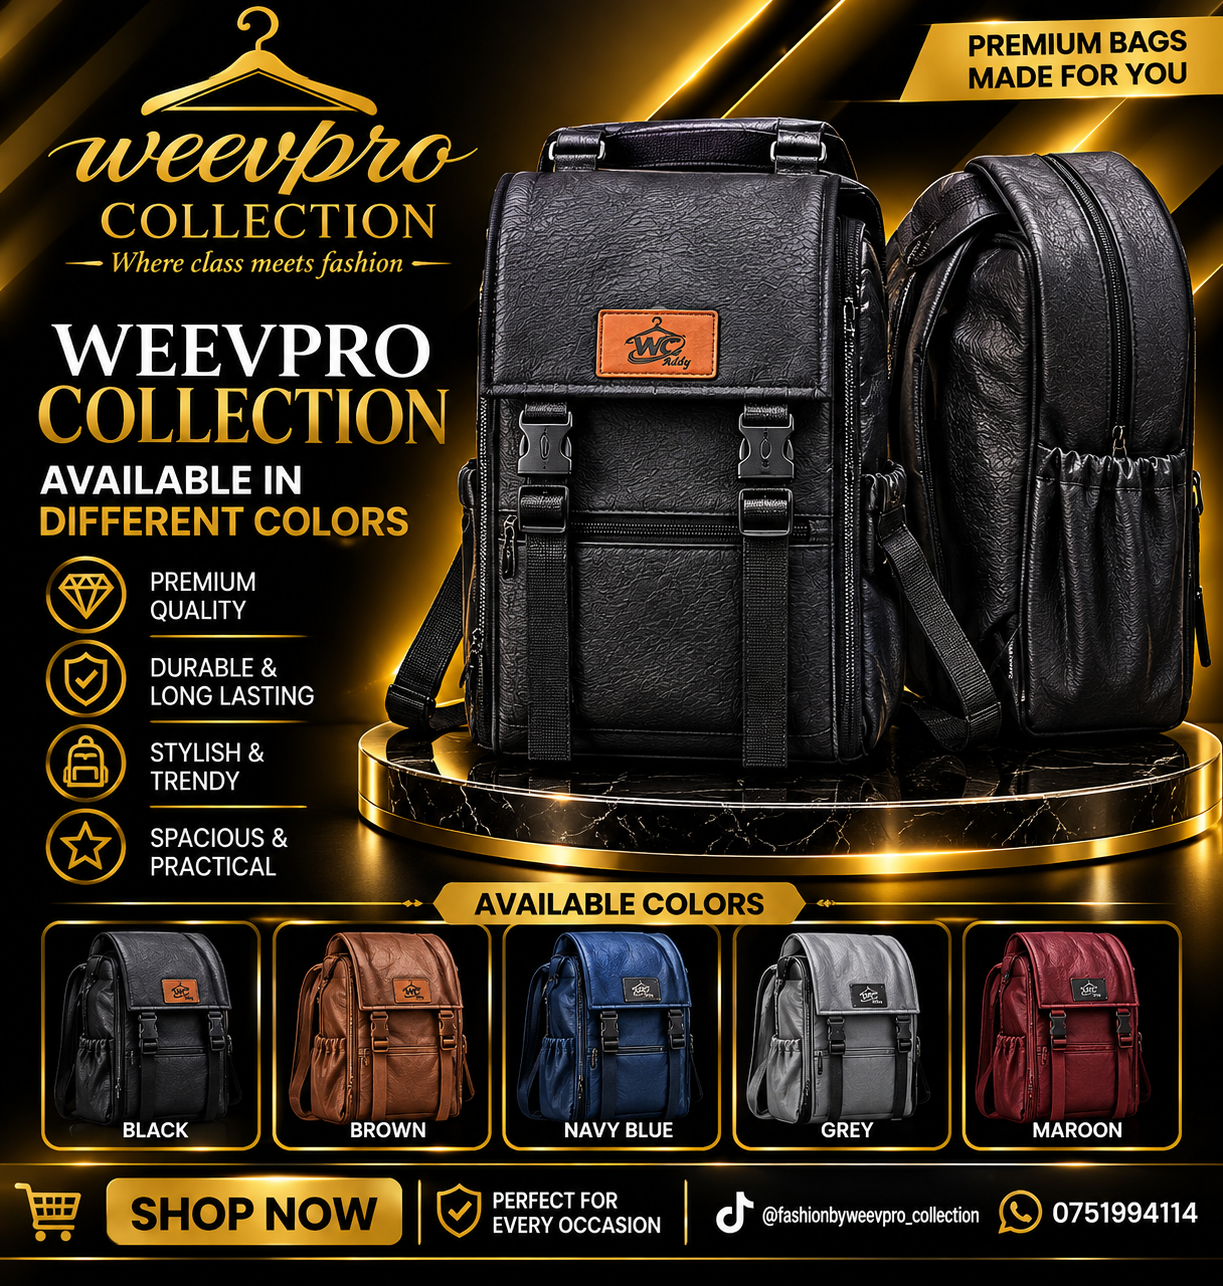 weevpro
COLLECTION
Where class meets fashion
PREMIUM BAGS
MADE FOR YOU
WEEVPRO
COLLECTION
AVAILABLE IN
DIFFERENT COLORS
PREMIUM
QUALITY
DURABLE &
LONG LASTING
STYLISH &
TRENDY
SPACIOUS &
PRACTICAL
WC
Addy
AVAILABLE COLORS
BLACK
BROWN
NAVY BLUE
GREY
MAROON
SHOP NOW
PERFECT FOR
EVERY OCCASION
@fashionbyweevpro_collection
0751994114